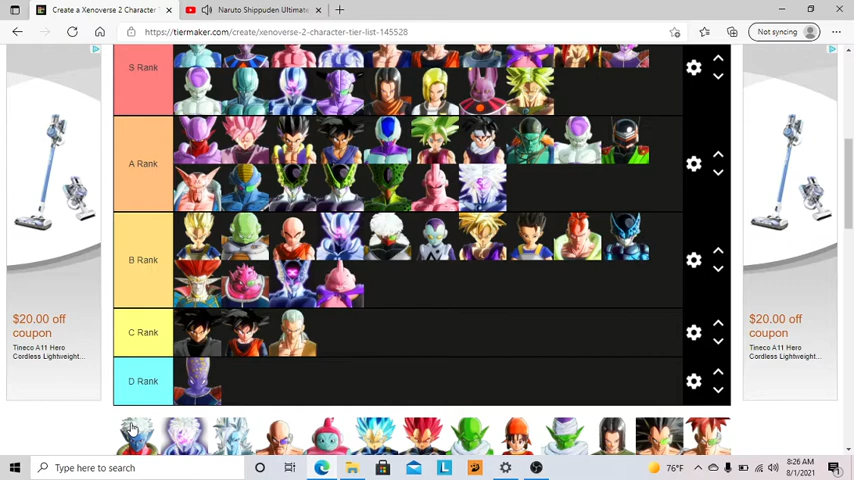 Create a Xenoverse 2 Character
Naruto Shippuden Ultimate
https://tiermaker.com/create/xenoverse-2-character-tier-list-145528
Not syncing
S Rank
A Rank
B Rank
C Rank
D Rank
$20.00 off
coupon
Tineco A11 Hero
Cordless Lightweight...
$20.00 off
coupon
Tineco A11 Hero
Cordless Lightweight...
Type here to search
76°F
8:26 AM
8/1/2021